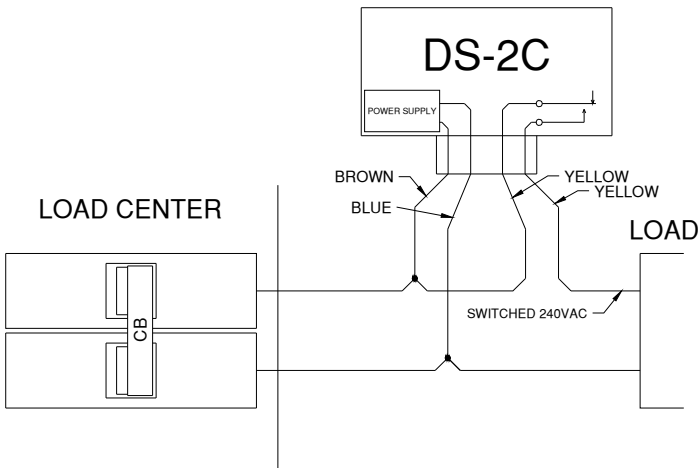 DS-2C
POWER SUPPLY
BROWN
YELLOW
YELLOW
BLUE
LOAD CENTER
LOAD
SWITCHED 240VAC
CB